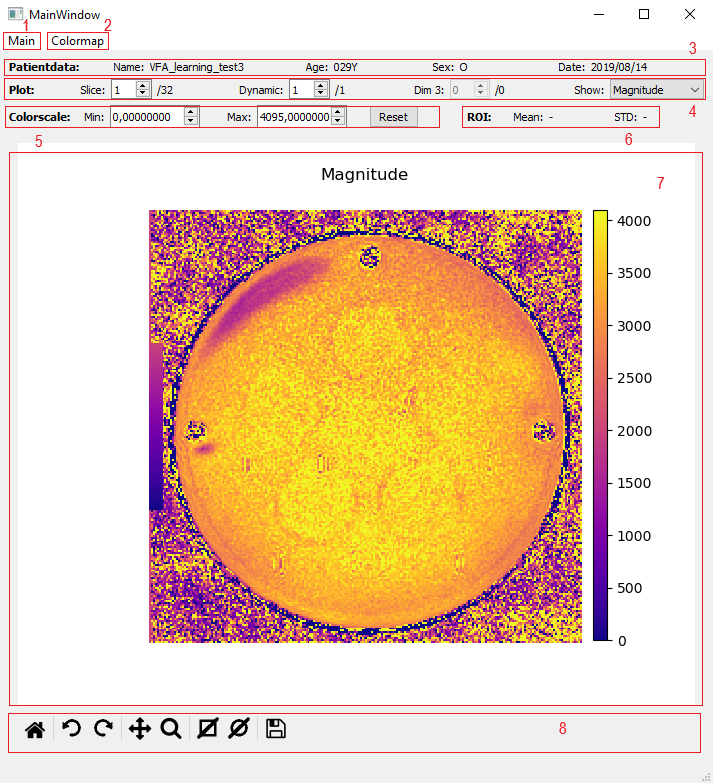 MainWindow
1 2
Main Colormap
3
Patientdata: Name: VFA_learning_test3 Age: 029Y Sex: O Date: 2019/08/14
Plot: Slice: 1 /32 Dynamic: 1 /1 Dim 3: 0 /0 Show: Magnitude
4
Colorscale: Min: 0,00000000 Max: 4095,0000000 Reset ROI: Mean: - STD: -
5 6
Magnitude
7
4000
3500
3000
2500
2000
1500
1000
500
0
8